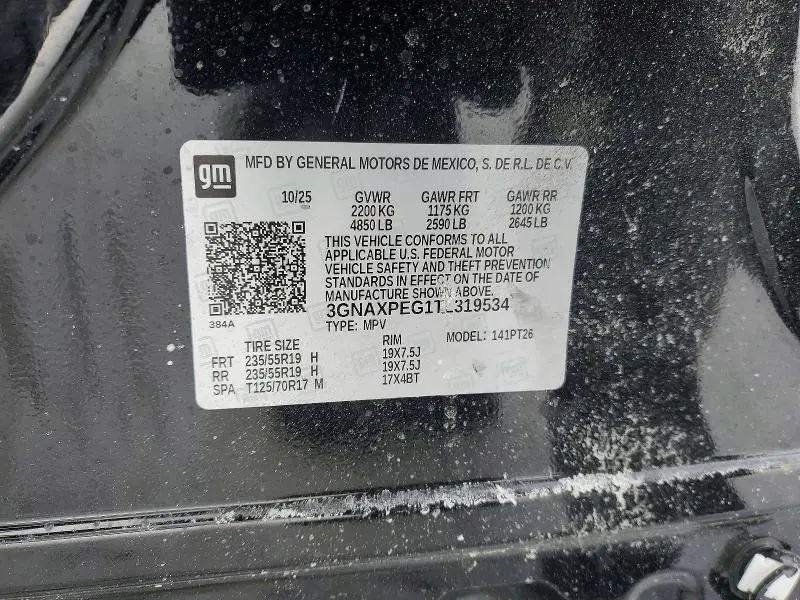 gm
MFD BY GENERAL MOTORS DE MEXICO, S. DE R.L. DE C.V.
10/25 GVWR GAWR FRT GAWR RR
2200 KG 1175 KG 1200 KG
4850 LB 2590 LB 2645 LB
THIS VEHICLE CONFORMS TO ALL
APPLICABLE U.S. FEDERAL MOTOR
VEHICLE SAFETY AND THEFT PREVENTION
STANDARDS IN EFFECT ON THE DATE OF
MANUFACTURE SHOWN ABOVE.
3GNAXPEG1TL319534
384A TYPE: MPV MODEL: 141PT26
TIRE SIZE RIM
FRT 235/55R19 H 19X7.5J
RR 235/55R19 H 19X7.5J
SPA T125/70R17 M 17X4BT